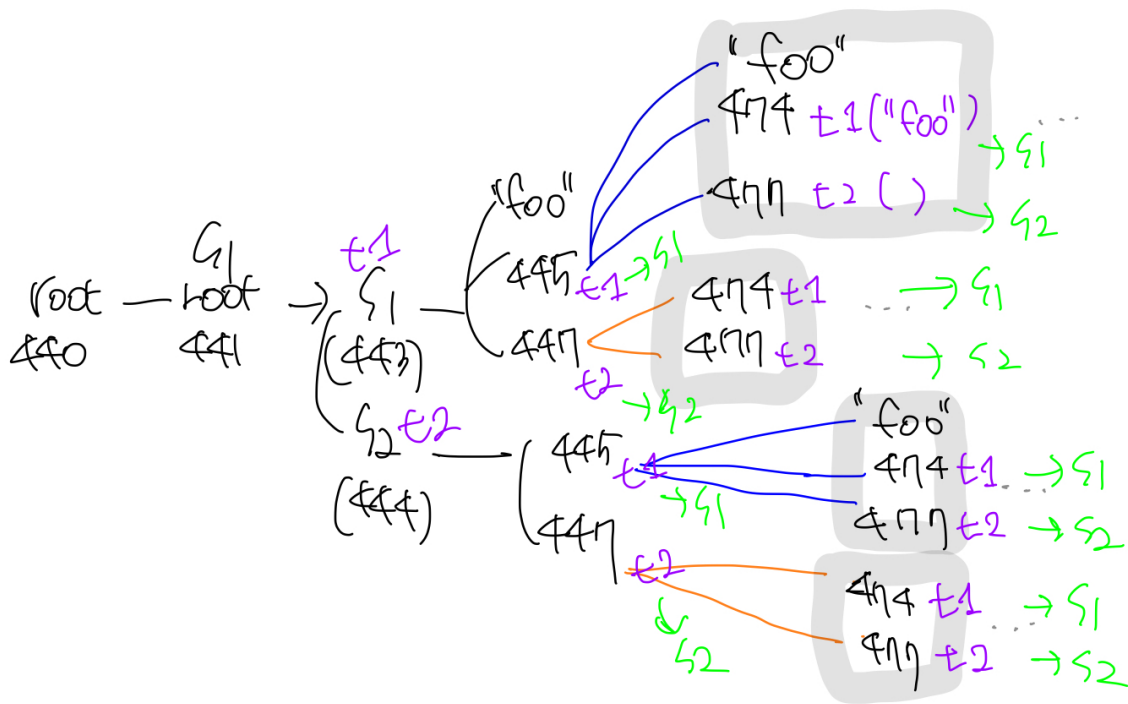 "foo"
474 t1("foo") ....
→ S1
477 t2( )
→ S2
"foo"
445 t1 → S1
447 t2 → S2
474 t1 .... → S1
477 t2 → S2
root — S1 root → S1 t1
440 441 (443)
S2 t2
(444)
445 t1 → S1
447 t2
↓ S2
"foo"
474 t1 .... → S1
477 t2 → S2
474 t1 .... → S1
477 t2 → S2